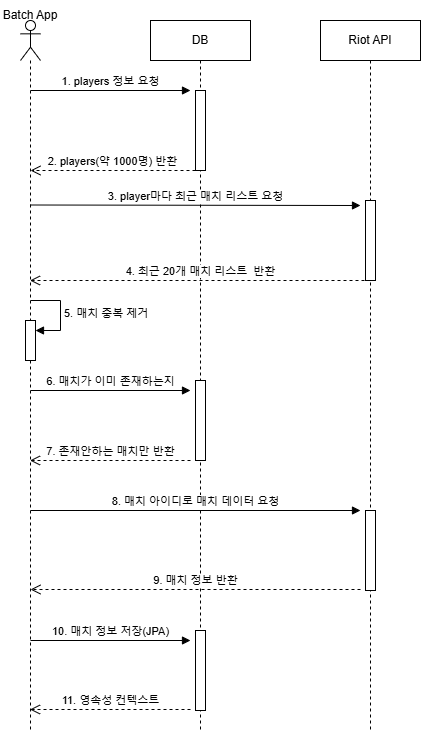 Batch App
DB
Riot API
1. players 정보 요청
2. players(약 1000명) 반환
3. player마다 최근 매치 리스트 요청
4. 최근 20개 매치 리스트 반환
5. 매치 중복 제거
6. 매치가 이미 존재하는지
7. 존재안하는 매치만 반환
8. 매치 아이디로 매치 데이터 요청
9. 매치 정보 반환
10. 매치 정보 저장(JPA)
11. 영속성 컨텍스트